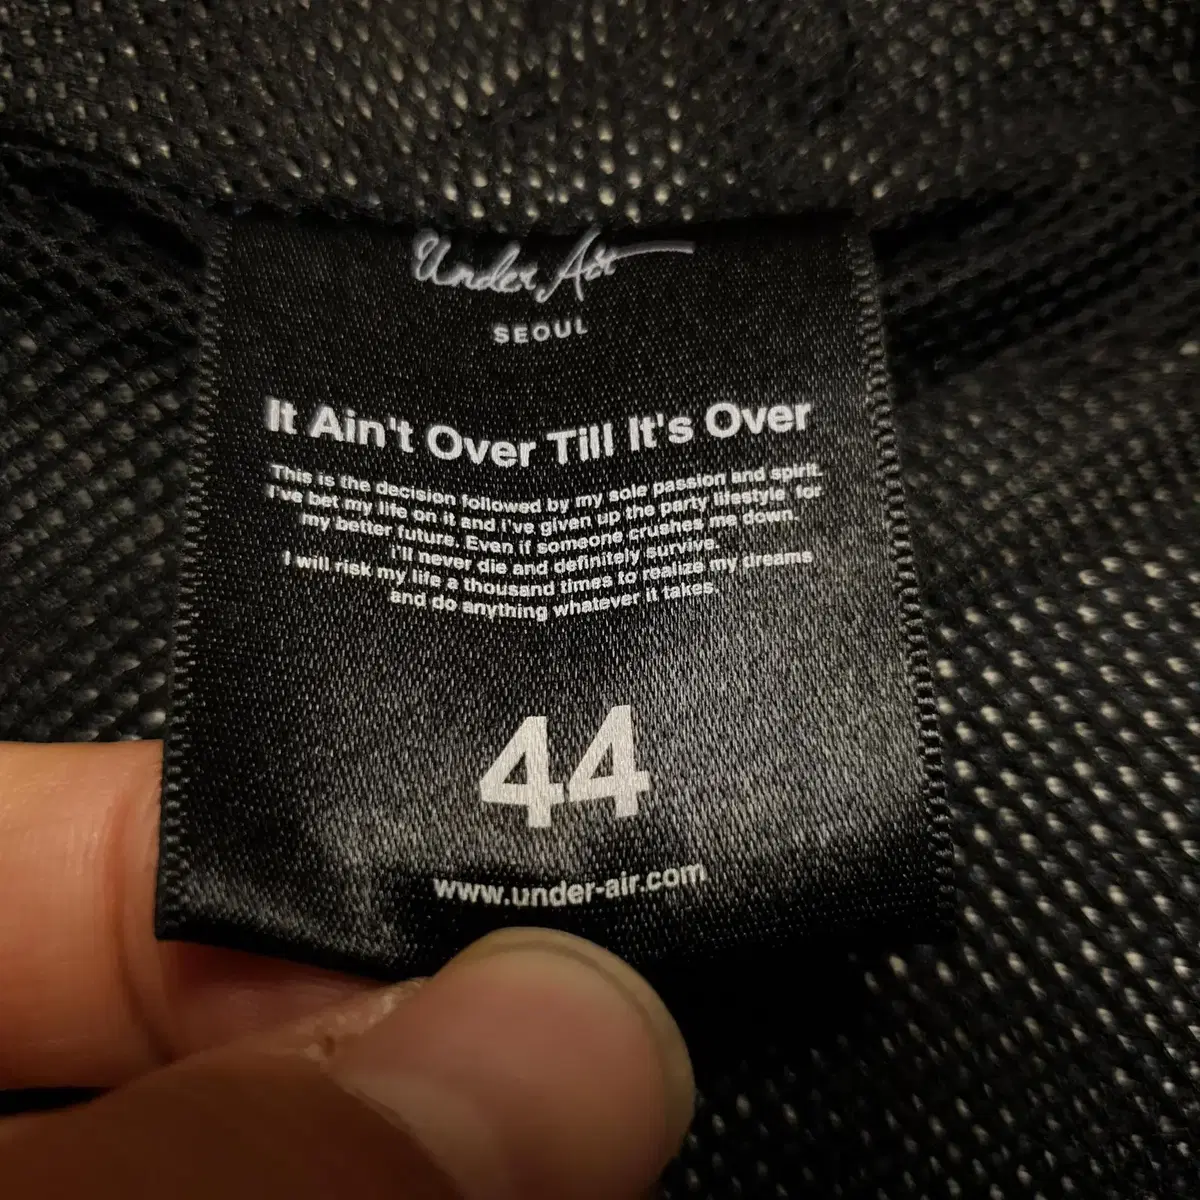 Under Air
SEOUL
It Ain't Over Till It's Over
This is the decision followed by my sole passion and spirit.
I've bet my life on it and I've given up the party lifestyle for
my better future. Even if someone crushes me down.
I'll never die and definitely survive.
I will risk my life a thousand times to realize my dreams
and do anything whatever it takes.
44
www.under-air.com